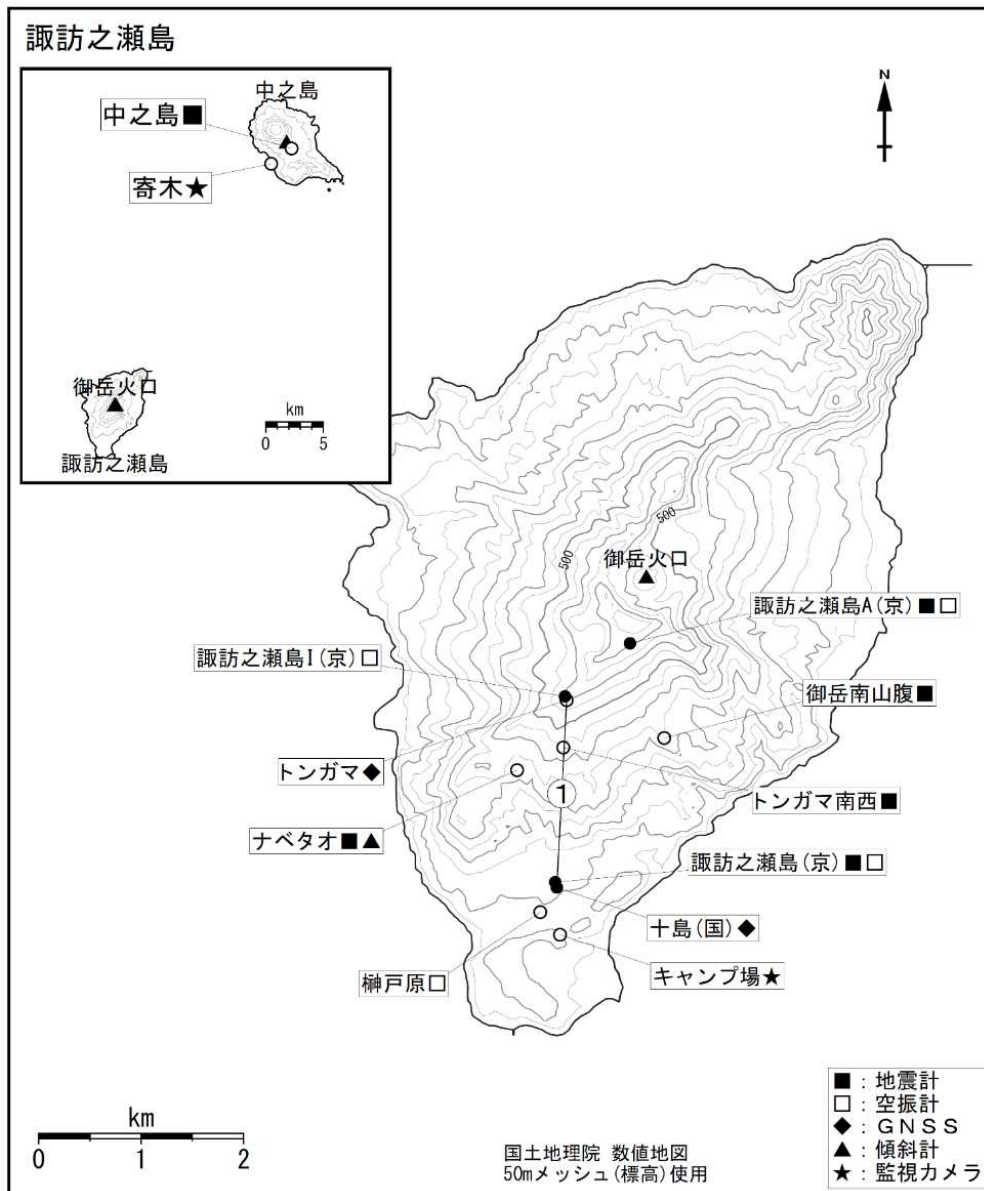 諏訪之瀬島
中之島
中之島■
寄木★
御岳火口
諏訪之瀬島
km
0 5
N
500
500
御岳火口
諏訪之瀬島A(京)■□
諏訪之瀬島I(京)□
御岳南山腹■
トンガマ◆
①
トンガマ南西■
ナベタオ■▲
諏訪之瀬島(京)■□
十島(国)◆
榊戸原□
キャンプ場★
km
0 1 2
国土地理院 数値地図
50mメッシュ(標高)使用
■:地震計
□:空振計
◆:GNSS
▲:傾斜計
★:監視カメラ